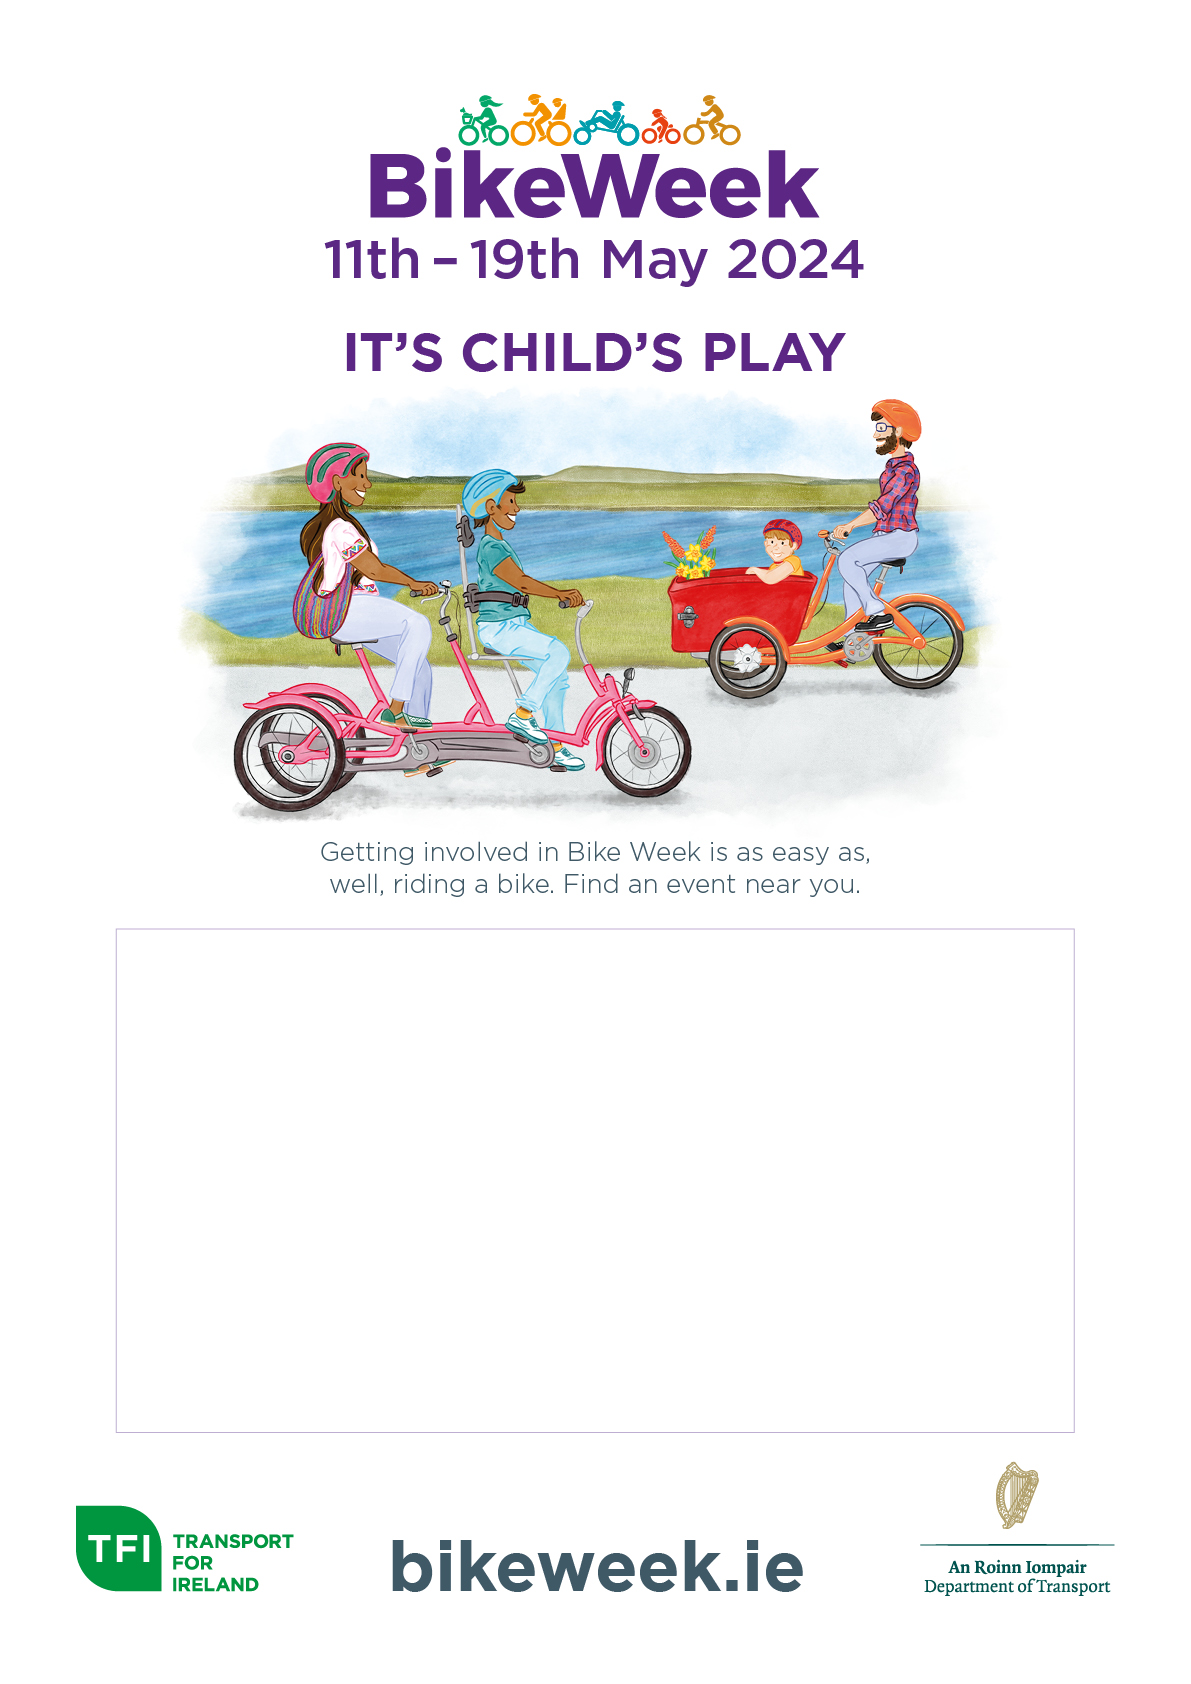 BikeWeek
11th – 19th May 2024
IT’S CHILD’S PLAY
Getting involved in Bike Week is as easy as,
well, riding a bike. Find an event near you.
TFI
TRANSPORT
FOR
IRELAND
bikeweek.ie
An Roinn Iompair
Department of Transport